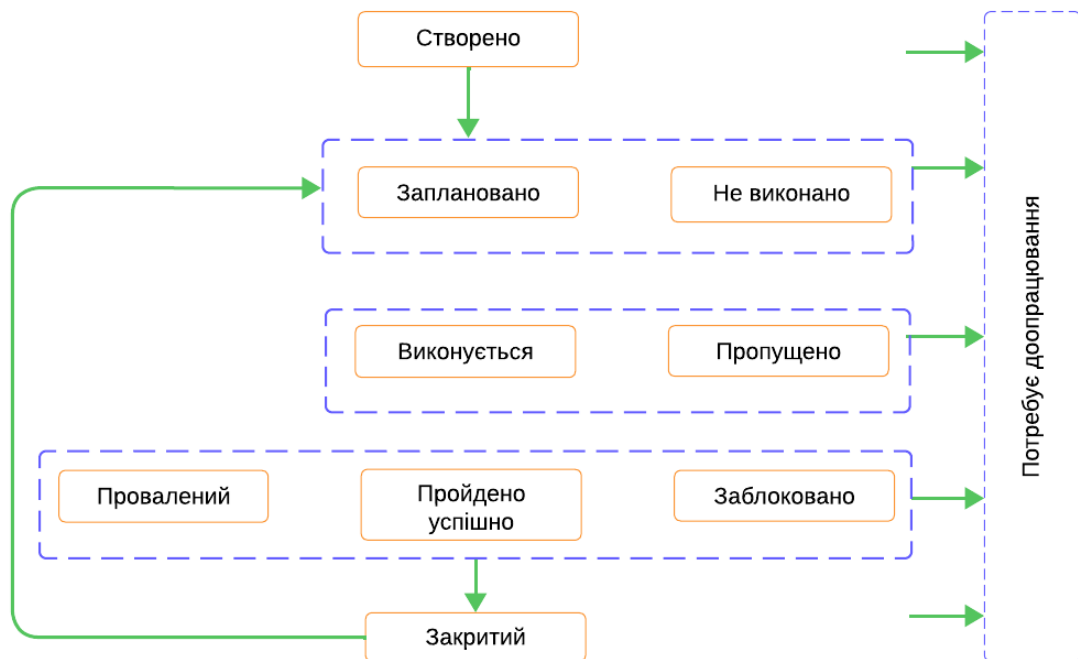 Створено
Заплановано
Не виконано
Виконується
Пропущено
Провалений
Пройдено
успішно
Заблоковано
Закритий
Потребує доопрацювання